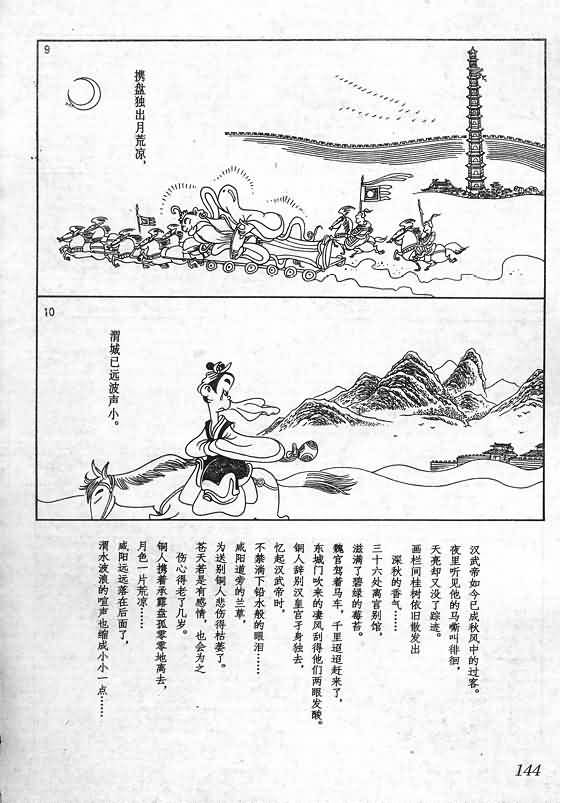 9
携盘独出月荒凉，
10
渭城已远波声小。
汉武帝如今已成秋风中的过客。
夜里听见他的马嘶叫徘徊，
天亮却又没了踪迹。
画栏间桂树依旧散发出
深秋的香气……
三十六处离宫别馆，
滋满了碧绿的莓苔。
魏官驾着马车，千里迢迢赶来了，
东城门吹来的凄风刮得他们两眼发酸。
铜人辞别汉皇宫孑身独去，
忆起汉武帝时。
不禁滴下铅水般的眼泪……
咸阳道旁的兰草，
为送别铜人悲伤得枯萎了。
苍天若是有感情，也会为之
伤心得老了几岁。
铜人携着承露盘孤零零地离去，
月色一片荒凉……
咸阳远远落在后面了，
渭水波浪的喧声也缩成小小一点……
144